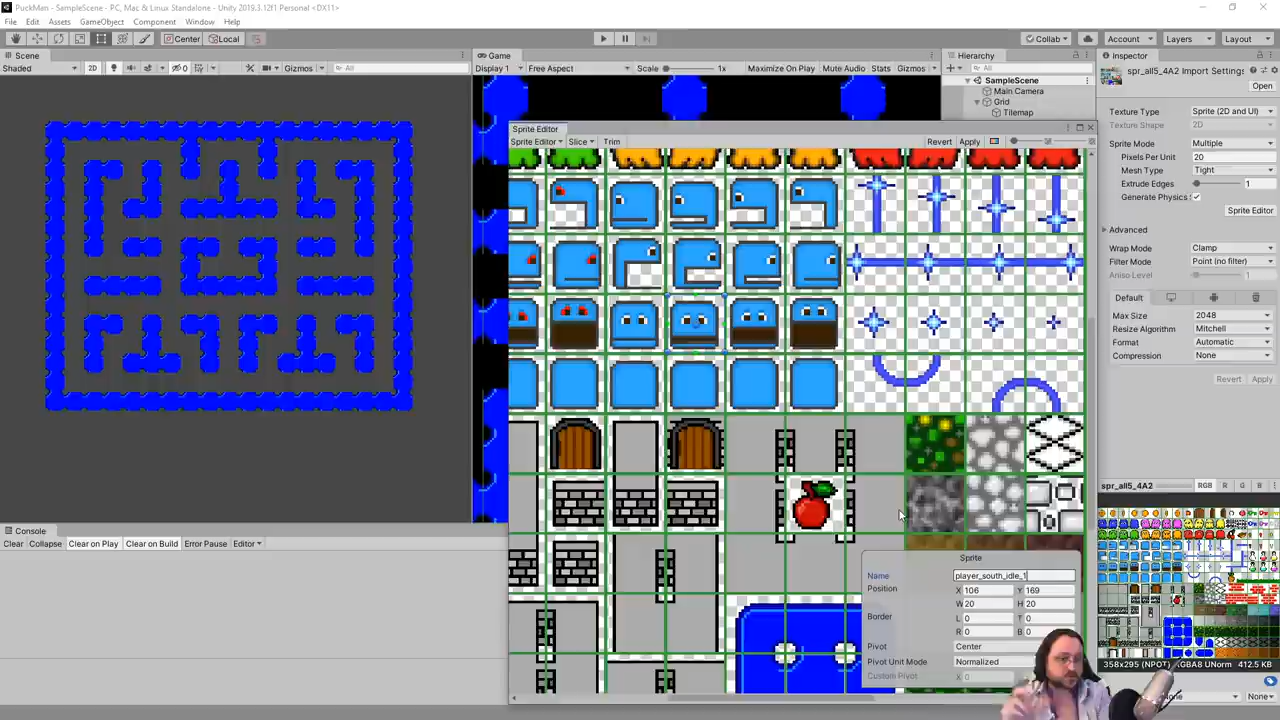 PuckMan - SampleScene - PC, Mac & Linux Standalone - Unity 2019.3.12f1 Personal <DX11>
File Edit Assets GameObject Component Window Help
Center Local
Collab Account Layers Layout
Scene
Shaded 2D 0 Gizmos All
Game
Display 1 Free Aspect Scale 1x Maximize On Play Mute Audio Stats Gizmos
Hierarchy
All
SampleScene
Main Camera
Grid
Tilemap
Inspector
spr_all5_4A2 Import Settings
Open
Texture Type Sprite (2D and UI)
Texture Shape 2D
Sprite Mode Multiple
Pixels Per Unit 20
Mesh Type Tight
Extrude Edges 1
Generate Physics
Sprite Editor
Advanced
Wrap Mode Clamp
Filter Mode Point (no filter)
Aniso Level 1
Default
Max Size 2048
Resize Algorithm Mitchell
Format Automatic
Compression None
Revert Apply
Sprite Editor
Sprite Editor Slice Trim Revert Apply
Sprite
Name player_south_idle_1
Position X 106 Y 169
W 20 H 20
Border L 0 T 0
R 0 B 0
Pivot Center
Pivot Unit Mode Normalized
Custom Pivot X 0
Console
Clear Collapse Clear on Play Clear on Build Error Pause Editor
spr_all5_4A2 RGB R G B
358x295 (NPOT) RGBA8 UNorm 412.5 KB
None